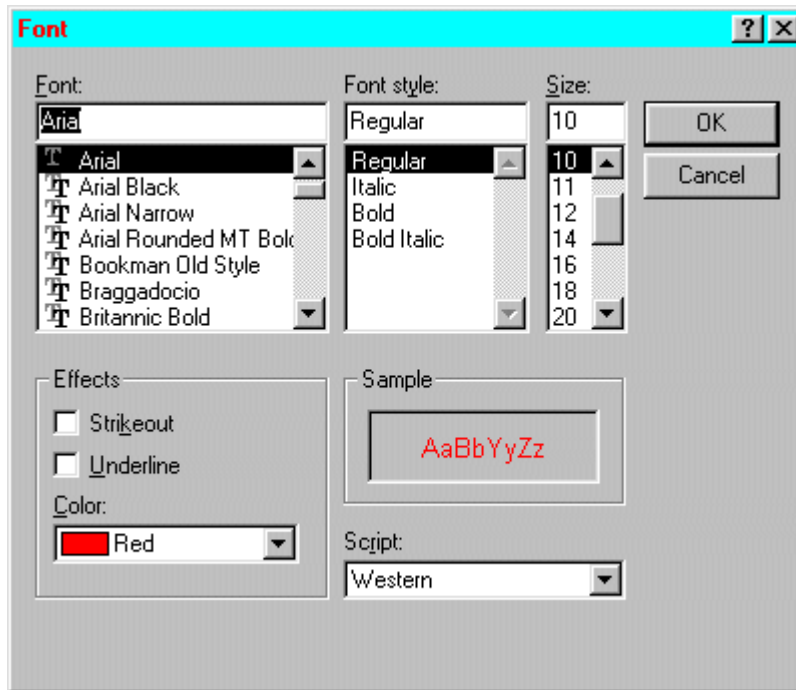 Font
?
Font:
Arial
Arial
Arial Black
Arial Narrow
Arial Rounded MT Bold
Bookman Old Style
Braggadocio
Britannic Bold
Font style:
Regular
Regular
Italic
Bold
Bold Italic
Size:
10
10
11
12
14
16
18
20
OK
Cancel
Effects
Strikeout
Underline
Color:
Red
Sample
AaBbYyZz
Script:
Western